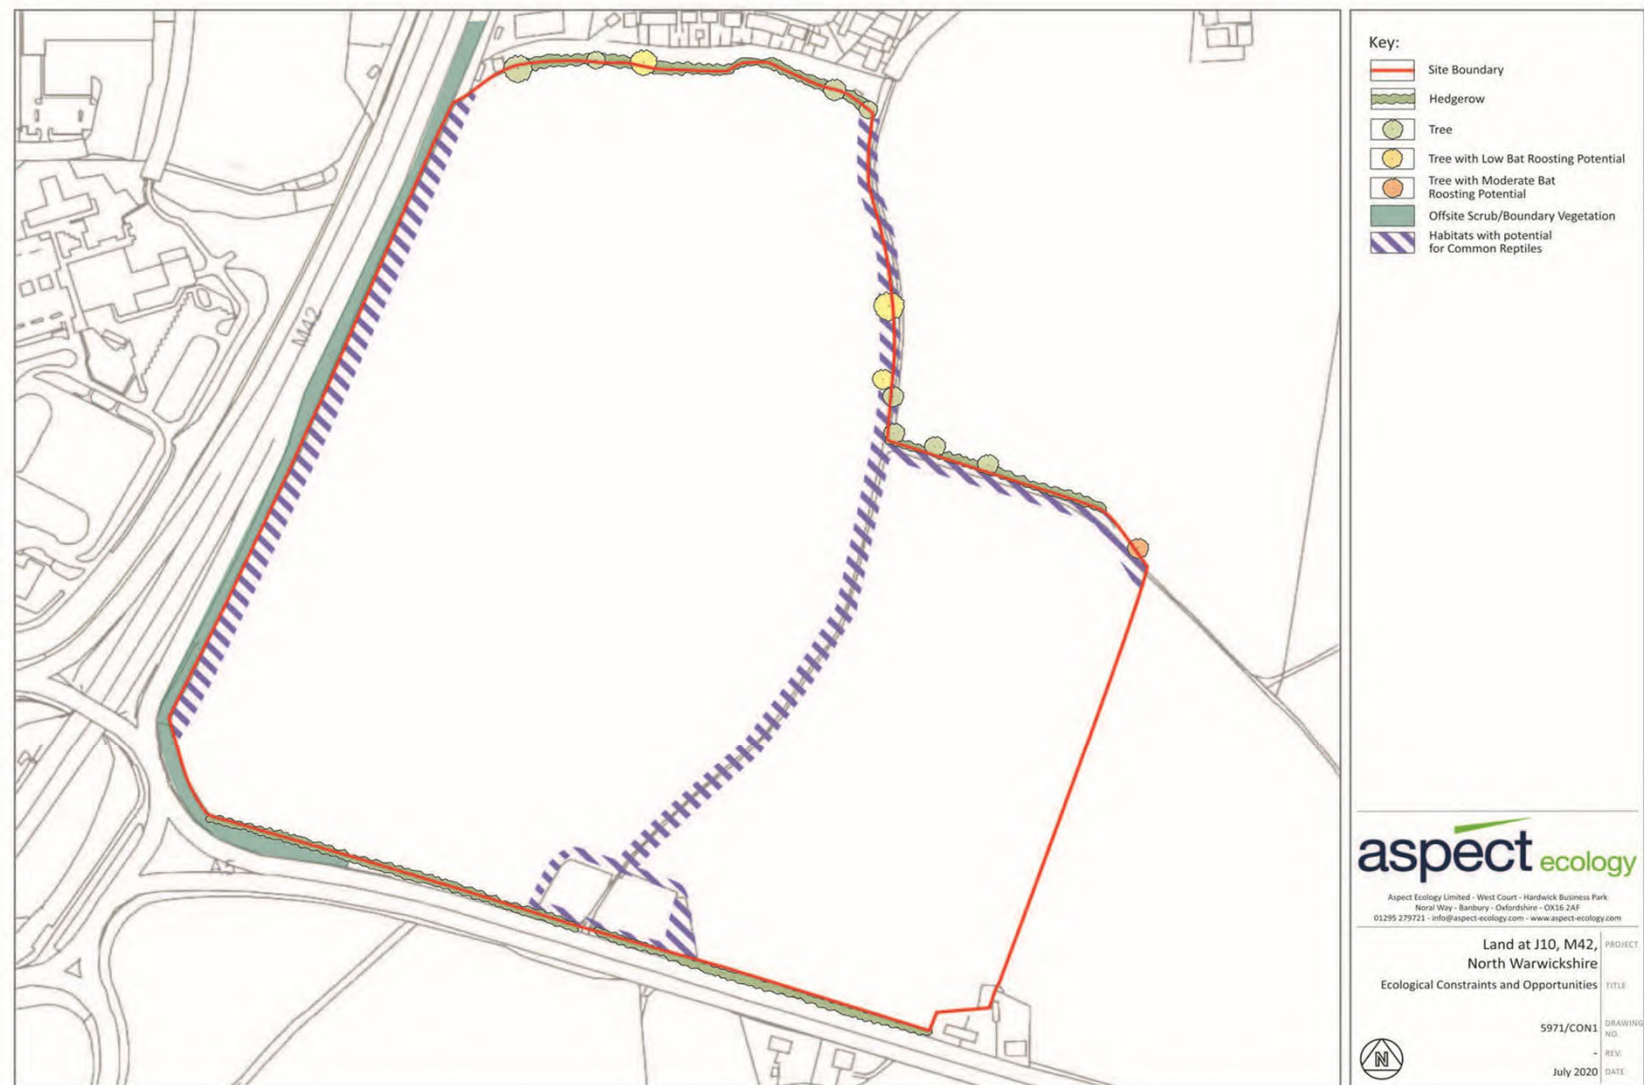 M42
A5
Key:
Site Boundary
Hedgerow
Tree
Tree with Low Bat Roosting Potential
Tree with Moderate Bat
Roosting Potential
Offsite Scrub/Boundary Vegetation
Habitats with potential
for Common Reptiles
aspect ecology
Aspect Ecology Limited - West Court - Hardwick Business Park
Noral Way - Banbury - Oxfordshire - OX16 2AF
01295 279721 - info@aspect-ecology.com - www.aspect-ecology.com
Land at J10, M42, PROJECT
North Warwickshire
Ecological Constraints and Opportunities TITLE
5971/CON1 DRAWING
NO.
- REV.
N
July 2020 DATE